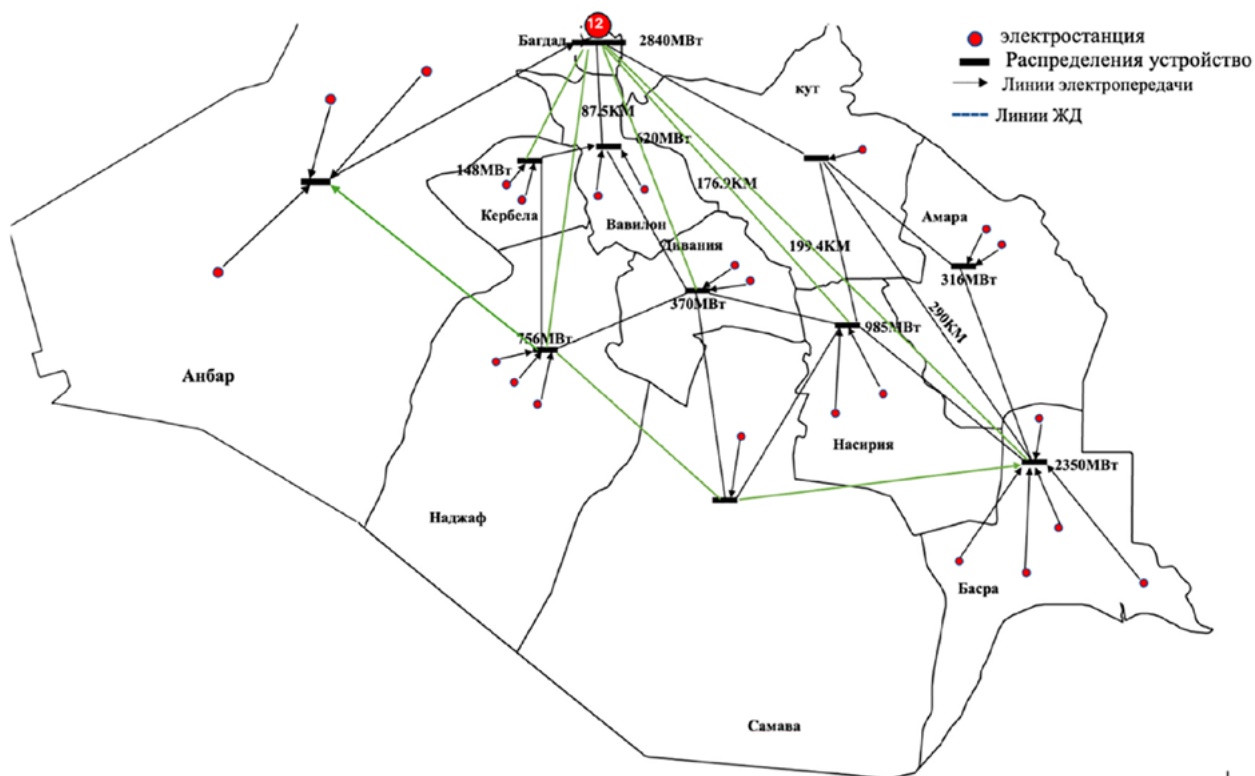 12
Багдад
2840МВт
электростанция
Распределения устройство
Линии электропередачи
Линии ЖД
кут
87.5КМ
620МВт
148МВт
176.9КМ
Кербела
Вавилон
Амара
Дивания
199.4КМ
316МВт
370МВт
290КМ
985МВт
756МВт
Анбар
Насирия
2350МВт
Наджаф
Басра
Самава